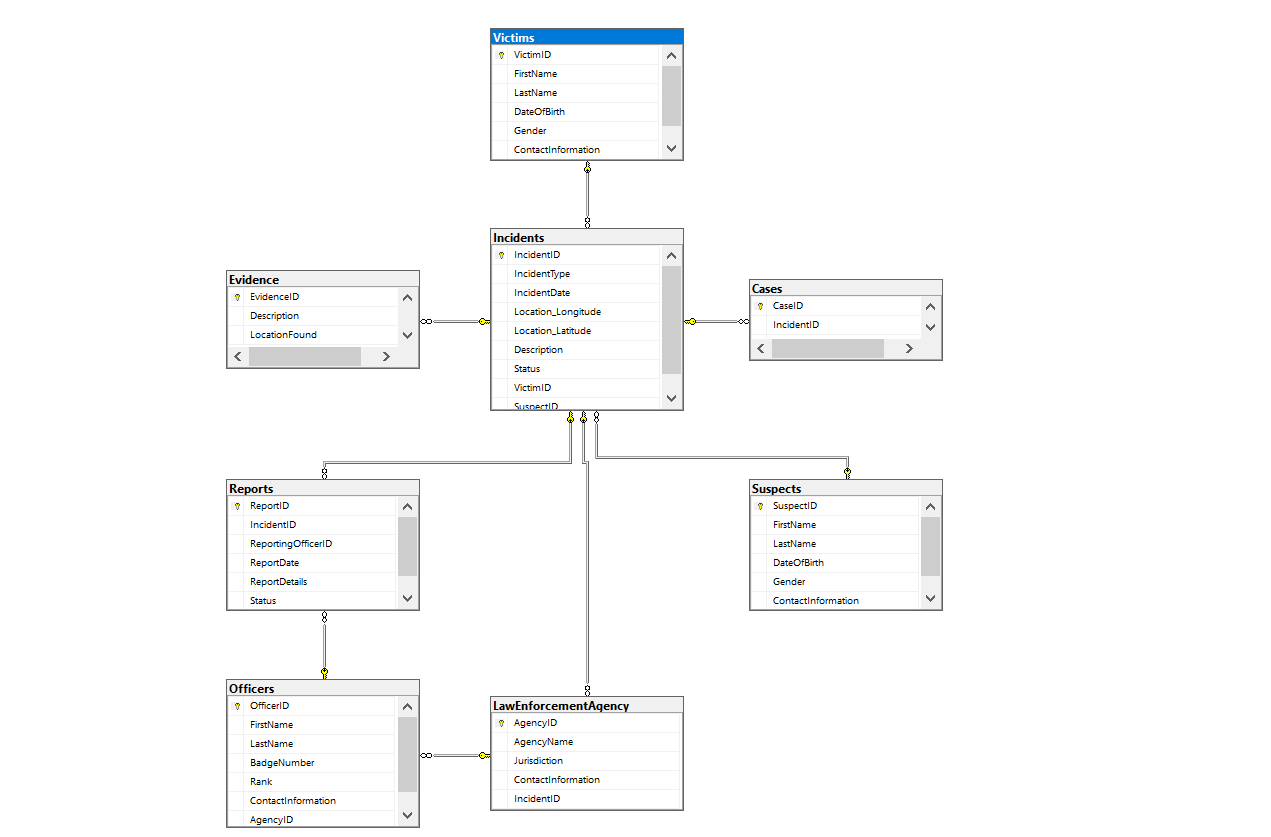 Victims
VictimID
FirstName
LastName
DateOfBirth
Gender
ContactInformation
Incidents
IncidentID
IncidentType
IncidentDate
Location_Longitude
Location_Latitude
Description
Status
VictimID
SuspectID
Evidence
EvidenceID
Description
LocationFound
Cases
CaseID
IncidentID
Reports
ReportID
IncidentID
ReportingOfficerID
ReportDate
ReportDetails
Status
Suspects
SuspectID
FirstName
LastName
DateOfBirth
Gender
ContactInformation
Officers
OfficerID
FirstName
LastName
BadgeNumber
Rank
ContactInformation
AgencyID
LawEnforcementAgency
AgencyID
AgencyName
Jurisdiction
ContactInformation
IncidentID